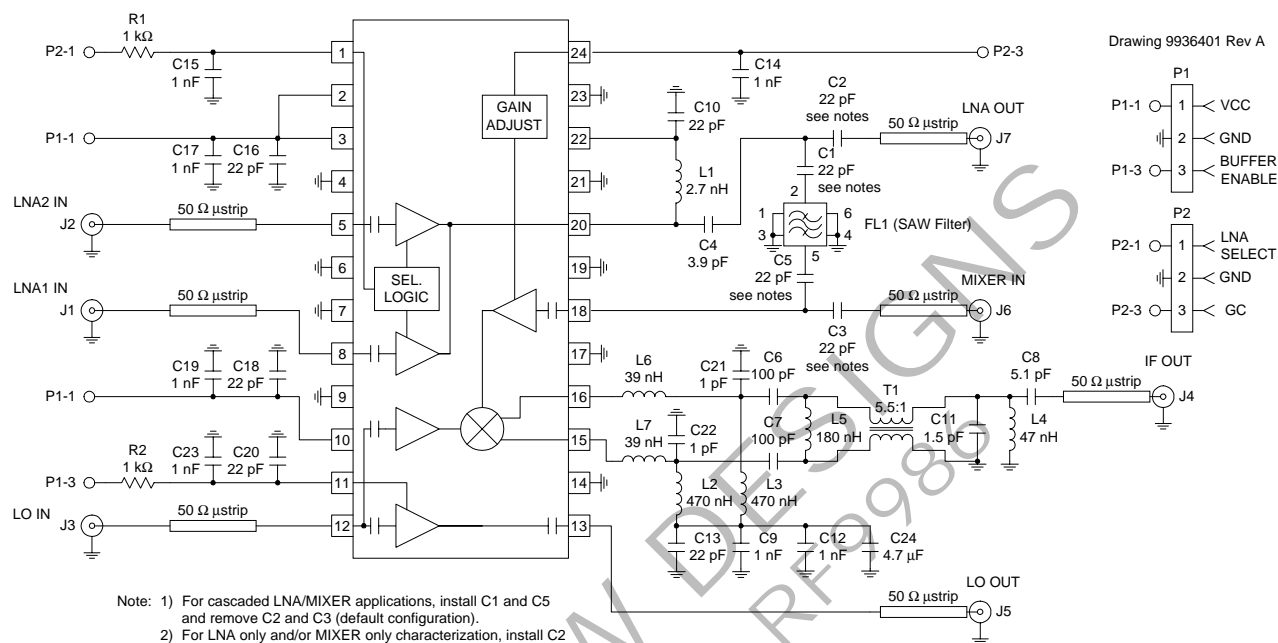 Drawing 9936401 Rev A
P2-1
R1
1 kΩ
C15
1 nF
1
2
P1-1
C17
1 nF
C16
22 pF
3
4
LNA2 IN
J2
50 Ω µstrip
5
6
LNA1 IN
J1
50 Ω µstrip
7
8
C19
1 nF
C18
22 pF
P1-1
9
10
P1-3
R2
1 kΩ
C23
1 nF
C20
22 pF
11
LO IN
J3
50 Ω µstrip
12
GAIN
ADJUST
SEL.
LOGIC
24
23
22
21
20
19
18
17
16
15
14
13
C14
1 nF
P2-3
C10
22 pF
L1
2.7 nH
C4
3.9 pF
C2
22 pF
see notes
50 Ω µstrip
LNA OUT
J7
C1
22 pF
see notes
2
1
3
6
4
5
FL1 (SAW Filter)
C5
22 pF
see notes
C3
22 pF
see notes
50 Ω µstrip
MIXER IN
J6
L6
39 nH
L7
39 nH
C21
1 pF
C22
1 pF
C6
100 pF
C7
100 pF
L5
180 nH
T1
5.5:1
C11
1.5 pF
L4
47 nH
C8
5.1 pF
50 Ω µstrip
IF OUT
J4
L2
470 nH
L3
470 nH
C13
22 pF
C9
1 nF
C12
1 nF
C24
4.7 µF
50 Ω µstrip
LO OUT
J5
P1
P1-1 1 VCC
2 GND
P1-3 3 BUFFER
ENABLE
P2
P2-1 1 LNA
SELECT
2 GND
P2-3 3 GC
Note: 1) For cascaded LNA/MIXER applications, install C1 and C5
and remove C2 and C3 (default configuration).
2) For LNA only and/or MIXER only characterization, install C2
DESIGNS
RF9986